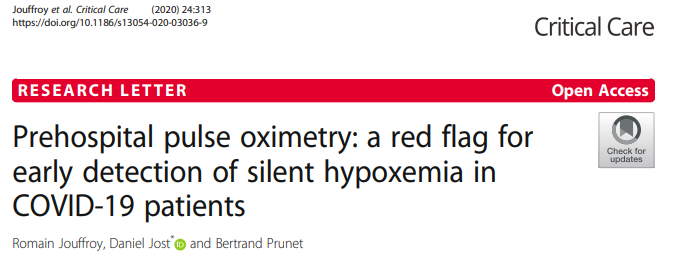 Jouffroy et al. Critical Care (2020) 24:313
https://doi.org/10.1186/s13054-020-03036-9
Critical Care
RESEARCH LETTER Open Access
Prehospital pulse oximetry: a red flag for
early detection of silent hypoxemia in
COVID-19 patients
Check for
updates
Romain Jouffroy, Daniel Jost* iD and Bertrand Prunet